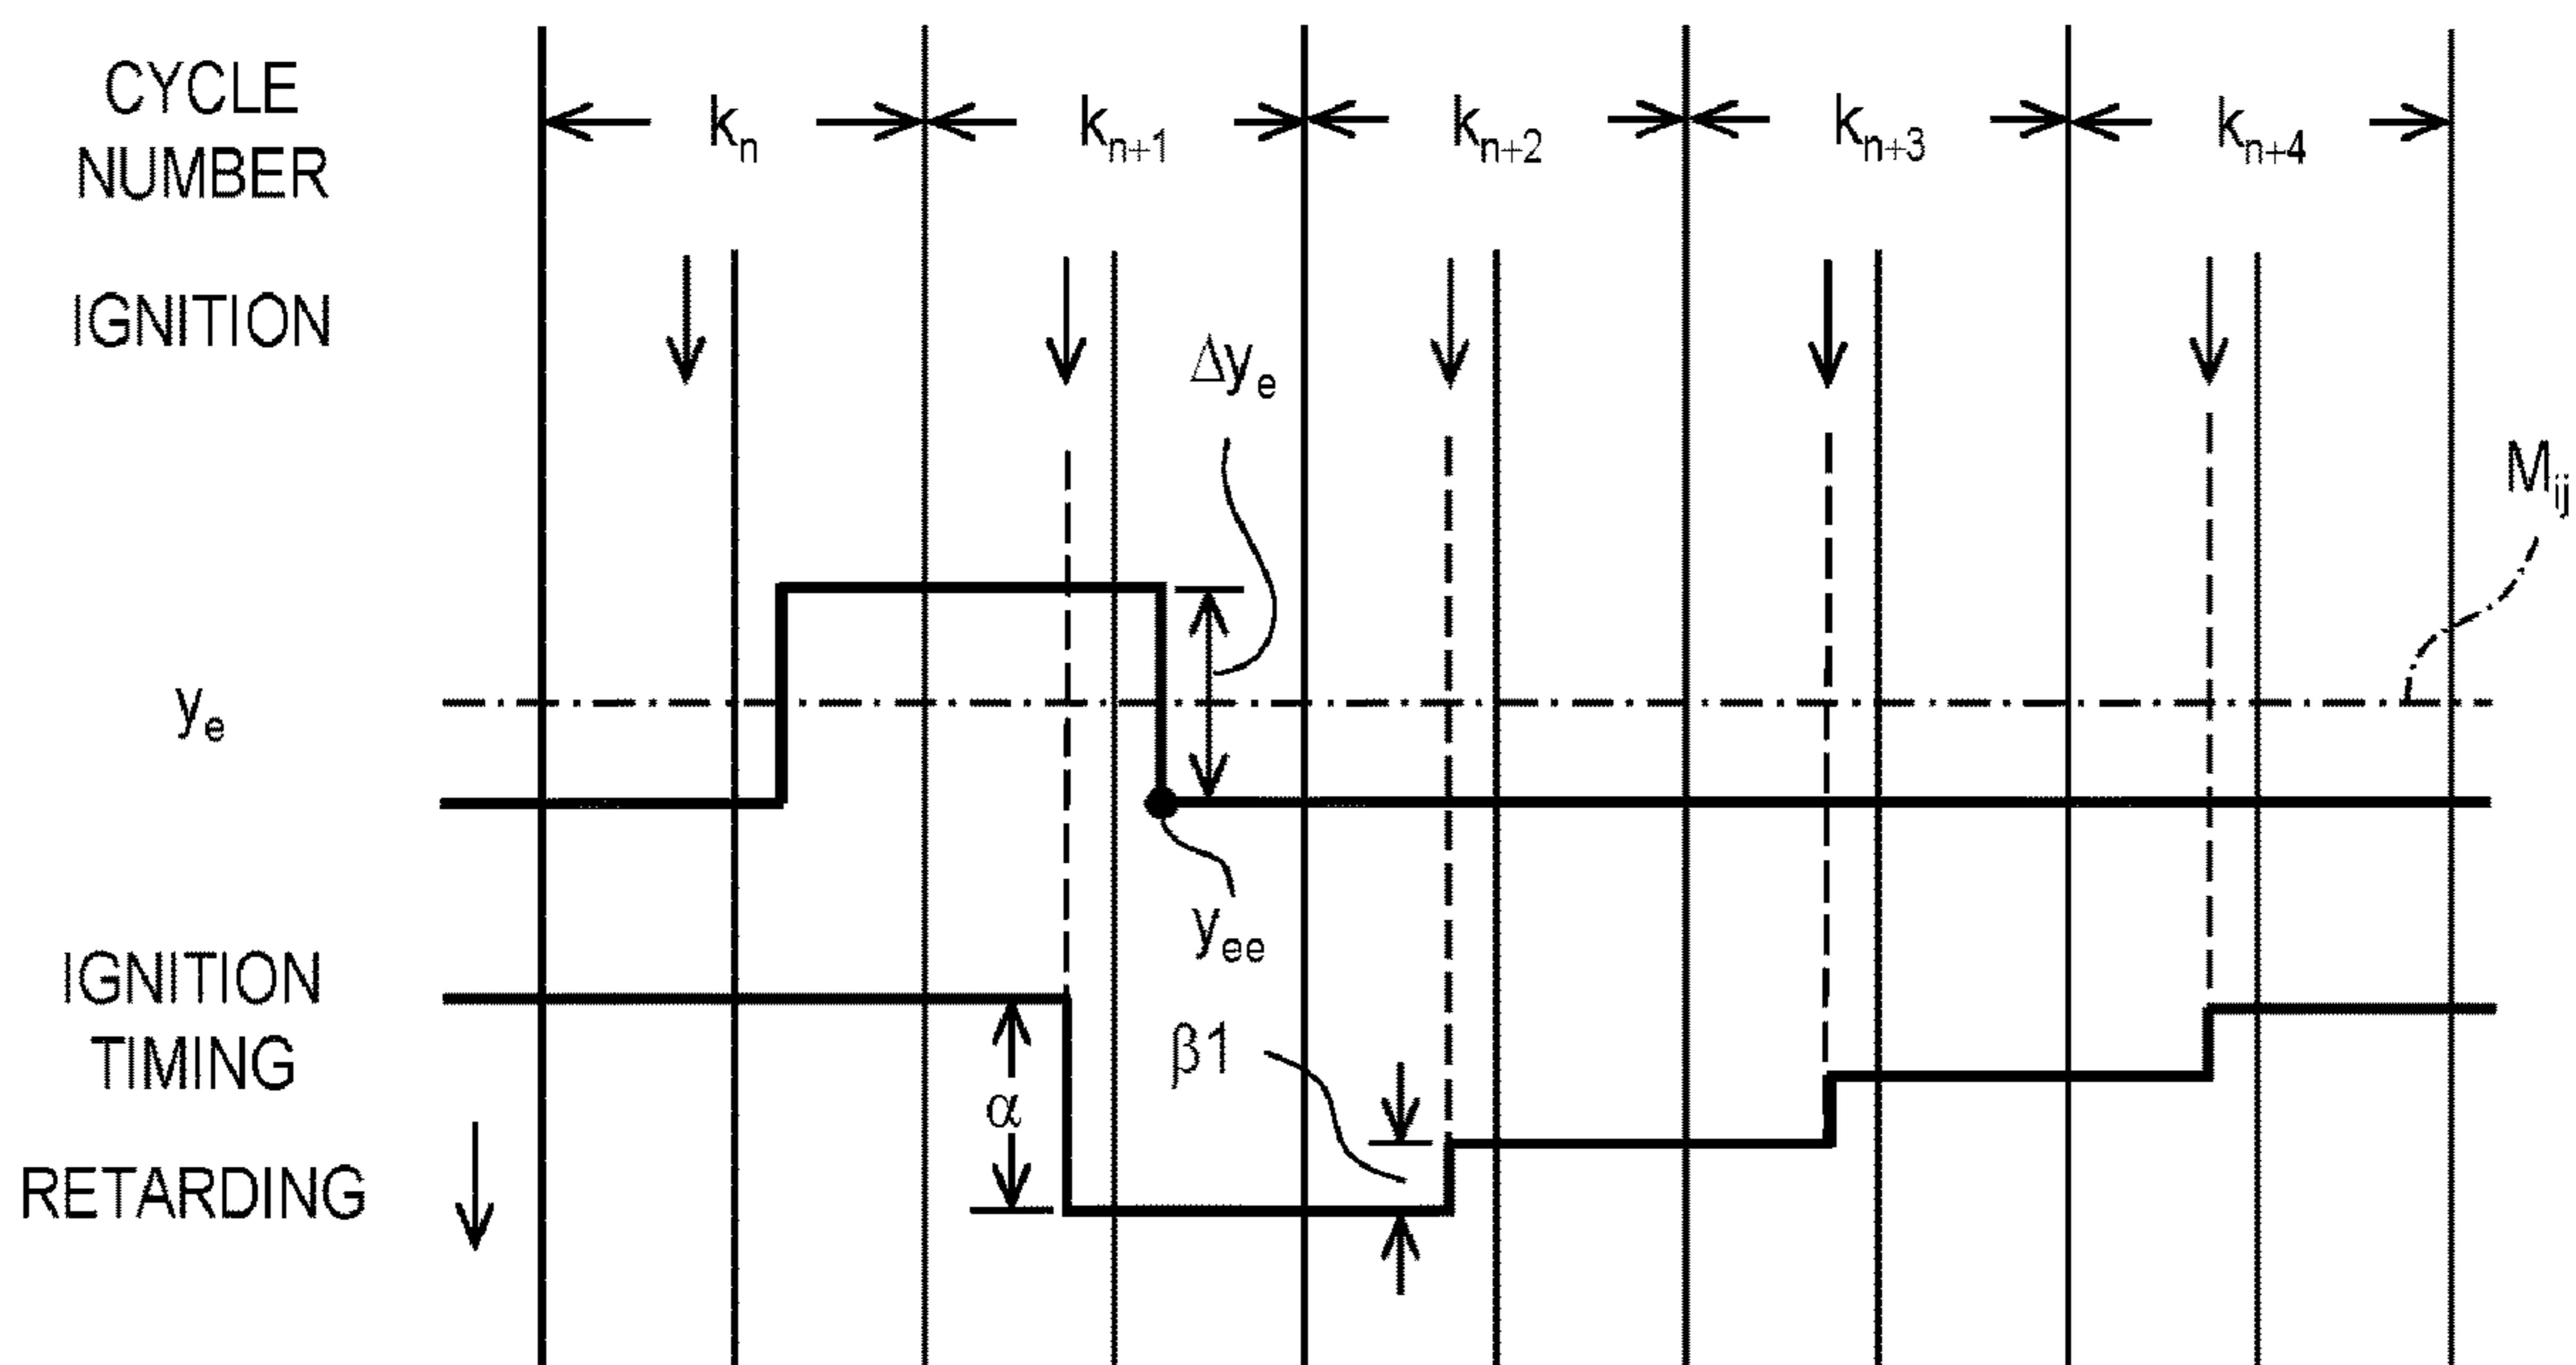 CYCLE
NUMBER
kₙ
kₙ₊₁
kₙ₊₂
kₙ₊₃
kₙ₊₄
IGNITION
Δyₑ
Mᵢⱼ
yₑ
yₑₑ
IGNITION
TIMING
α
β1
RETARDING